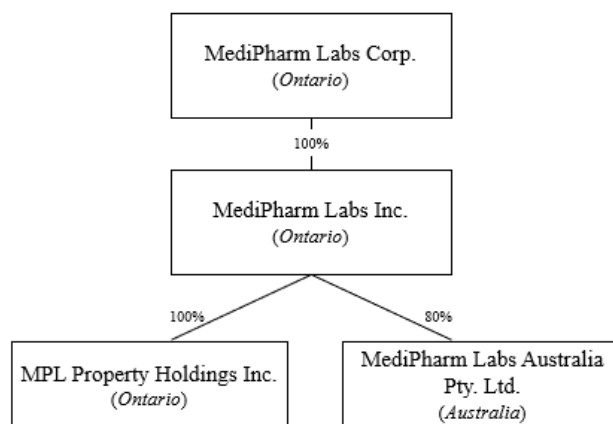 MediPharm Labs Corp.
(Ontario)
100%
MediPharm Labs Inc.
(Ontario)
100%
80%
MPL Property Holdings Inc.
(Ontario)
MediPharm Labs Australia
Pty. Ltd.
(Australia)